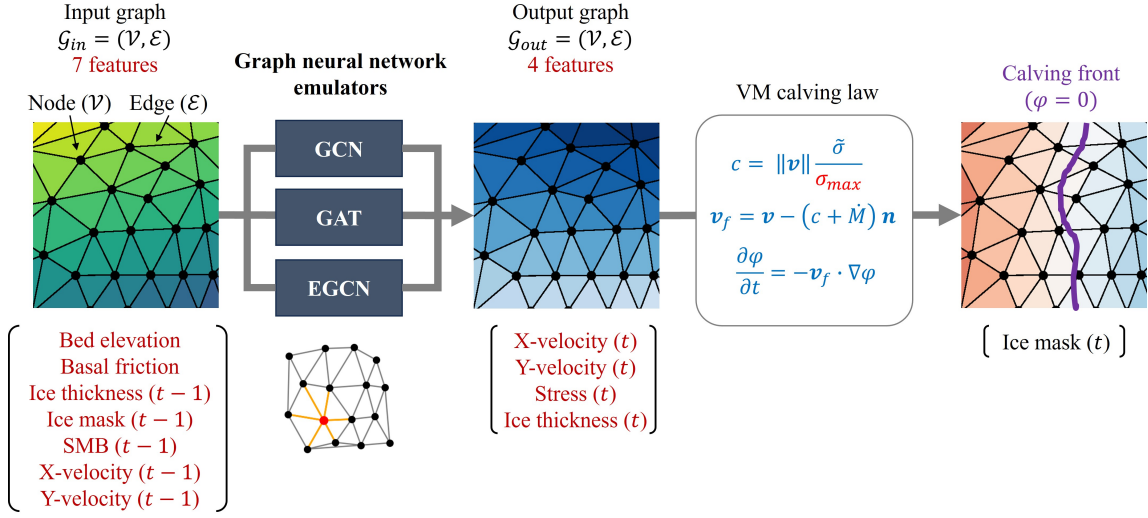 Input graph
𝒢_in = (𝒱, ℰ)
7 features
Node (𝒱)
Edge (ℰ)
Graph neural network
emulators
GCN
GAT
EGCN
Output graph
𝒢_out = (𝒱, ℰ)
4 features
VM calving law
c = ‖𝒗‖ σ̃/σ_max
𝒗_f = 𝒗 − (c + Ṁ) 𝒏
∂φ/∂t = −𝒗_f · ∇φ
Calving front
(φ = 0)
Bed elevation
Basal friction
Ice thickness (t − 1)
Ice mask (t − 1)
SMB (t − 1)
X-velocity (t − 1)
Y-velocity (t − 1)
X-velocity (t)
Y-velocity (t)
Stress (t)
Ice thickness (t)
Ice mask (t)